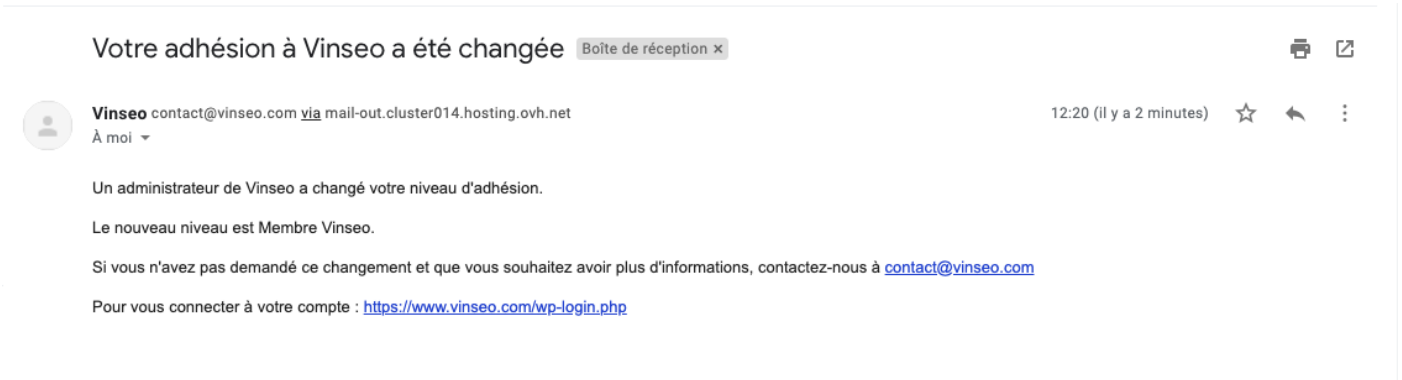 Votre adhésion à Vinseo a été changée Boîte de réception ×
Vinseo contact@vinseo.com via mail-out.cluster014.hosting.ovh.net 12:20 (il y a 2 minutes)
À moi
Un administrateur de Vinseo a changé votre niveau d'adhésion.
Le nouveau niveau est Membre Vinseo.
Si vous n'avez pas demandé ce changement et que vous souhaitez avoir plus d'informations, contactez-nous à contact@vinseo.com
Pour vous connecter à votre compte : https://www.vinseo.com/wp-login.php